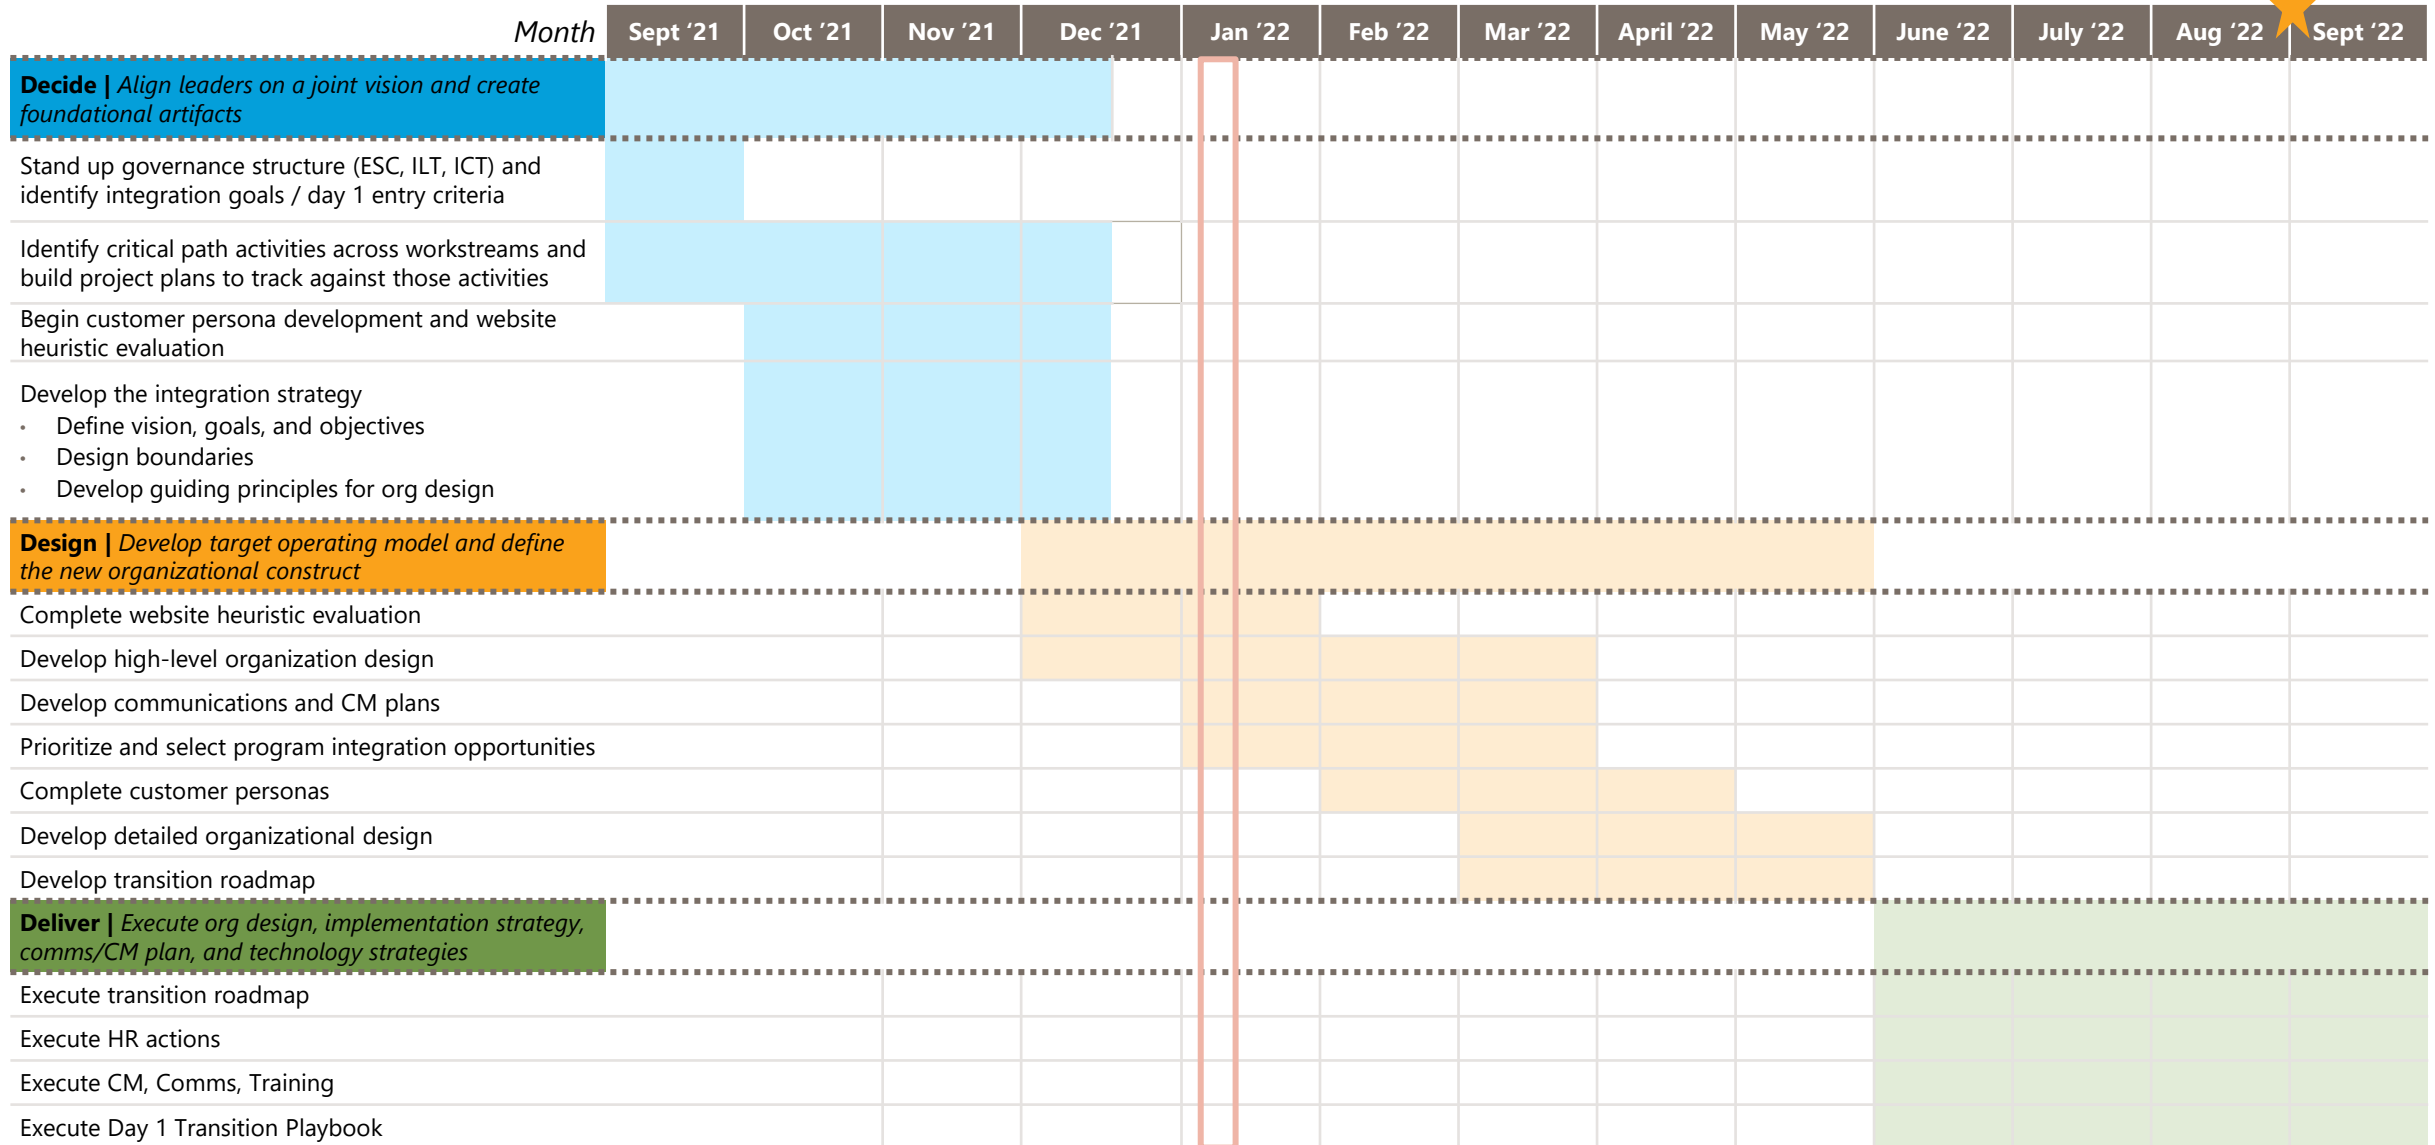 Month Sept ‘21 Oct ’21 Nov ‘21 Dec ‘21 Jan ‘22 Feb ‘22 Mar ‘22 April ’22 May ‘22 June ‘22 July ‘22 Aug ‘22 Sept ‘22
Decide | Align leaders on a joint vision and create
foundational artifacts
Stand up governance structure (ESC, ILT, ICT) and
identify integration goals / day 1 entry criteria
Identify critical path activities across workstreams and
build project plans to track against those activities
Begin customer persona development and website
heuristic evaluation
Develop the integration strategy
• Define vision, goals, and objectives
• Design boundaries
• Develop guiding principles for org design
Design | Develop target operating model and define
the new organizational construct
Complete website heuristic evaluation
Develop high-level organization design
Develop communications and CM plans
Prioritize and select program integration opportunities
Complete customer personas
Develop detailed organizational design
Develop transition roadmap
Deliver | Execute org design, implementation strategy,
comms/CM plan, and technology strategies
Execute transition roadmap
Execute HR actions
Execute CM, Comms, Training
Execute Day 1 Transition Playbook